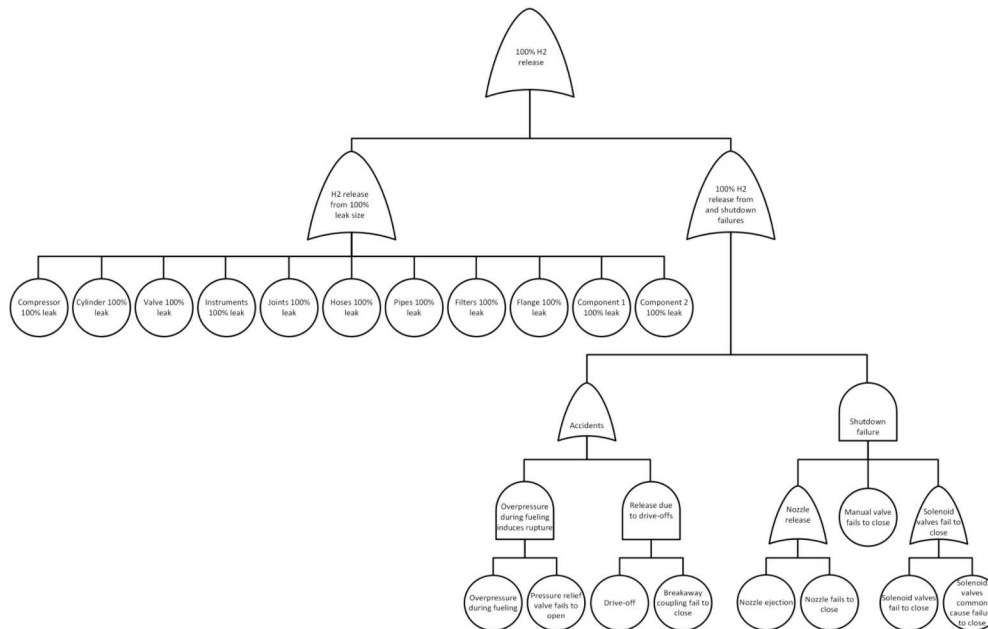 100% H2
release
H2 release
from 100%
leak size
100% H2
release from
and shutdown
failures
Compressor
100% leak
Cylinder 100%
leak
Valve 100%
leak
Instruments
100% leak
Joints 100%
leak
Hoses 100%
leak
Pipes 100%
leak
Filters 100%
leak
Flange 100%
leak
Component 1
100% leak
Component 2
100% leak
Accidents
Shutdown
failure
Overpressure
during fueling
induces rupture
Release due
to drive-offs
Nozzle
release
Manual valve
fails to close
Solenoid
valves fail to
close
Overpressure
during fueling
Pressure relief
valve fails to
open
Drive-off
Breakaway
coupling fail to
close
Nozzle ejection
Nozzle fails to
close
Solenoid valves
fail to close
Solenoid
valves
common
cause failure
to close